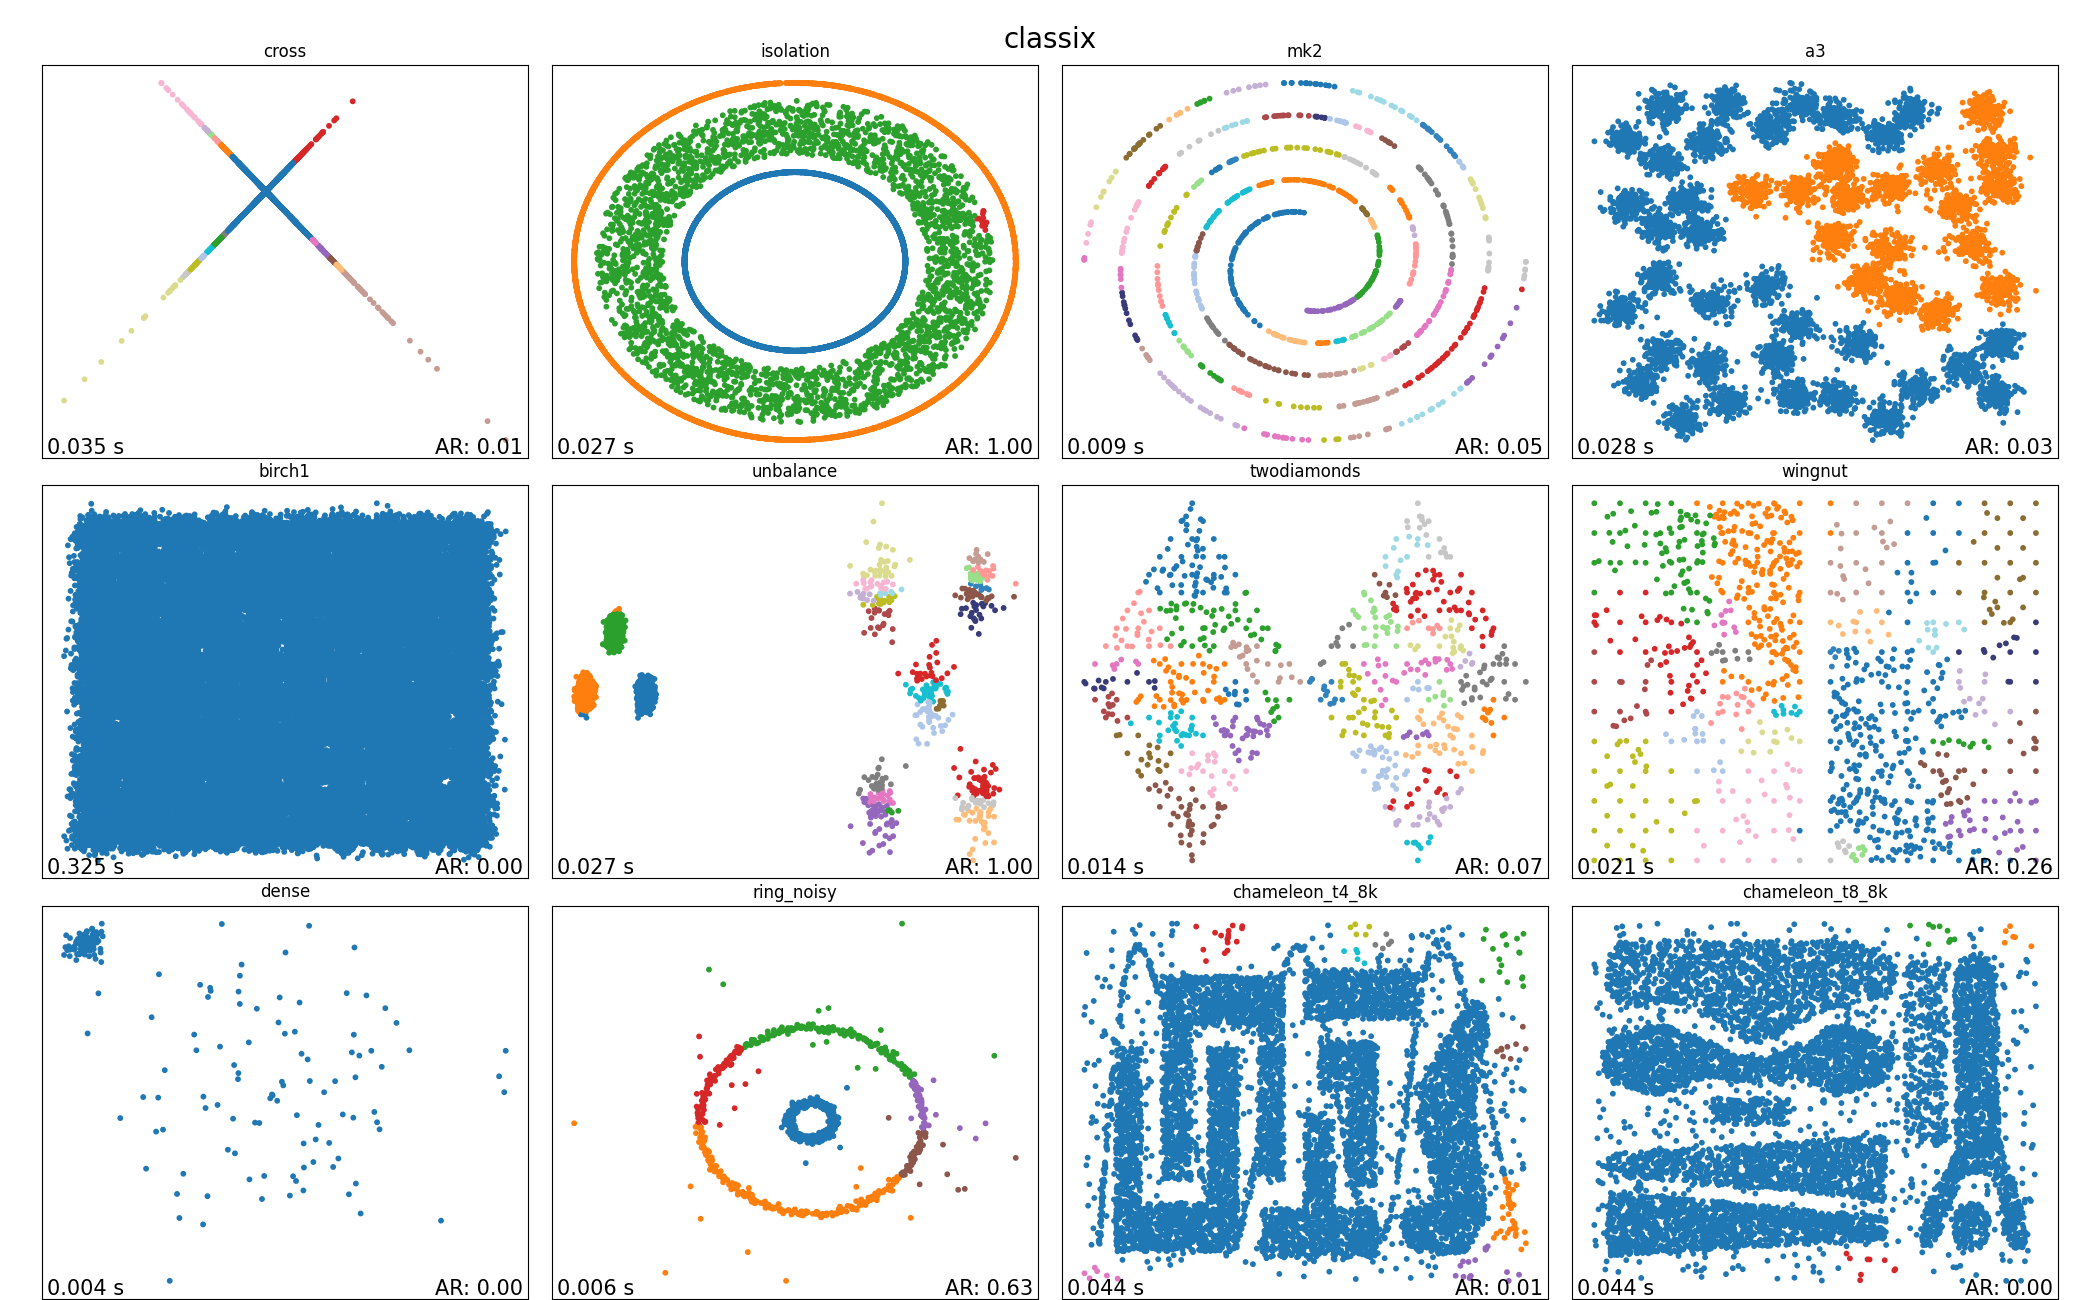 classix
cross
isolation
mk2
a3
0.035 s
AR: 0.01
0.027 s
AR: 1.00
0.009 s
AR: 0.05
0.028 s
AR: 0.03
birch1
unbalance
twodiamonds
wingnut
0.325 s
AR: 0.00
0.027 s
AR: 1.00
0.014 s
AR: 0.07
0.021 s
AR: 0.26
dense
ring_noisy
chameleon_t4_8k
chameleon_t8_8k
0.004 s
AR: 0.00
0.006 s
AR: 0.63
0.044 s
AR: 0.01
0.044 s
AR: 0.00